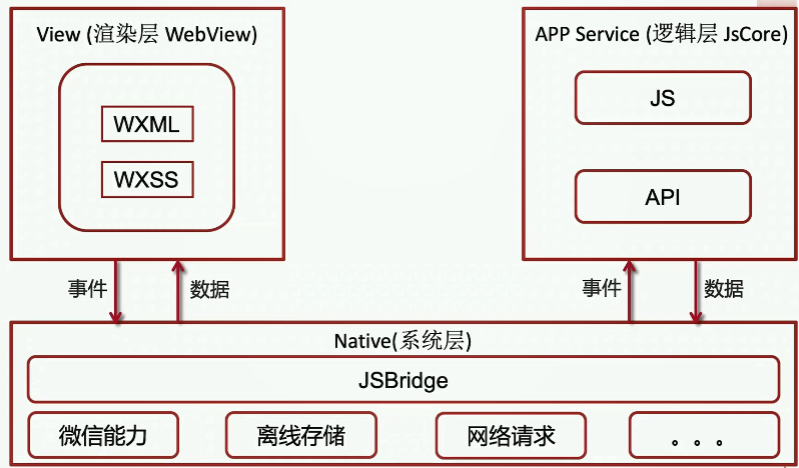 View (渲染层 WebView)
WXML
WXSS
APP Service (逻辑层 JsCore)
JS
API
事件
数据
事件
数据
Native(系统层)
JSBridge
微信能力
离线存储
网络请求
。。。